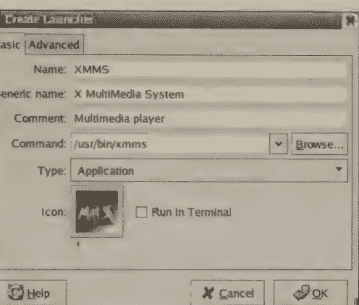 Create Launcher
asic Advanced
Name: XMMS
eneric name: X MultiMedia System
Comment: Multimedia player
Command: /usr/bin/xmms Browse...
Type: Application
Icon: Run in Terminal
Help Cancel OK